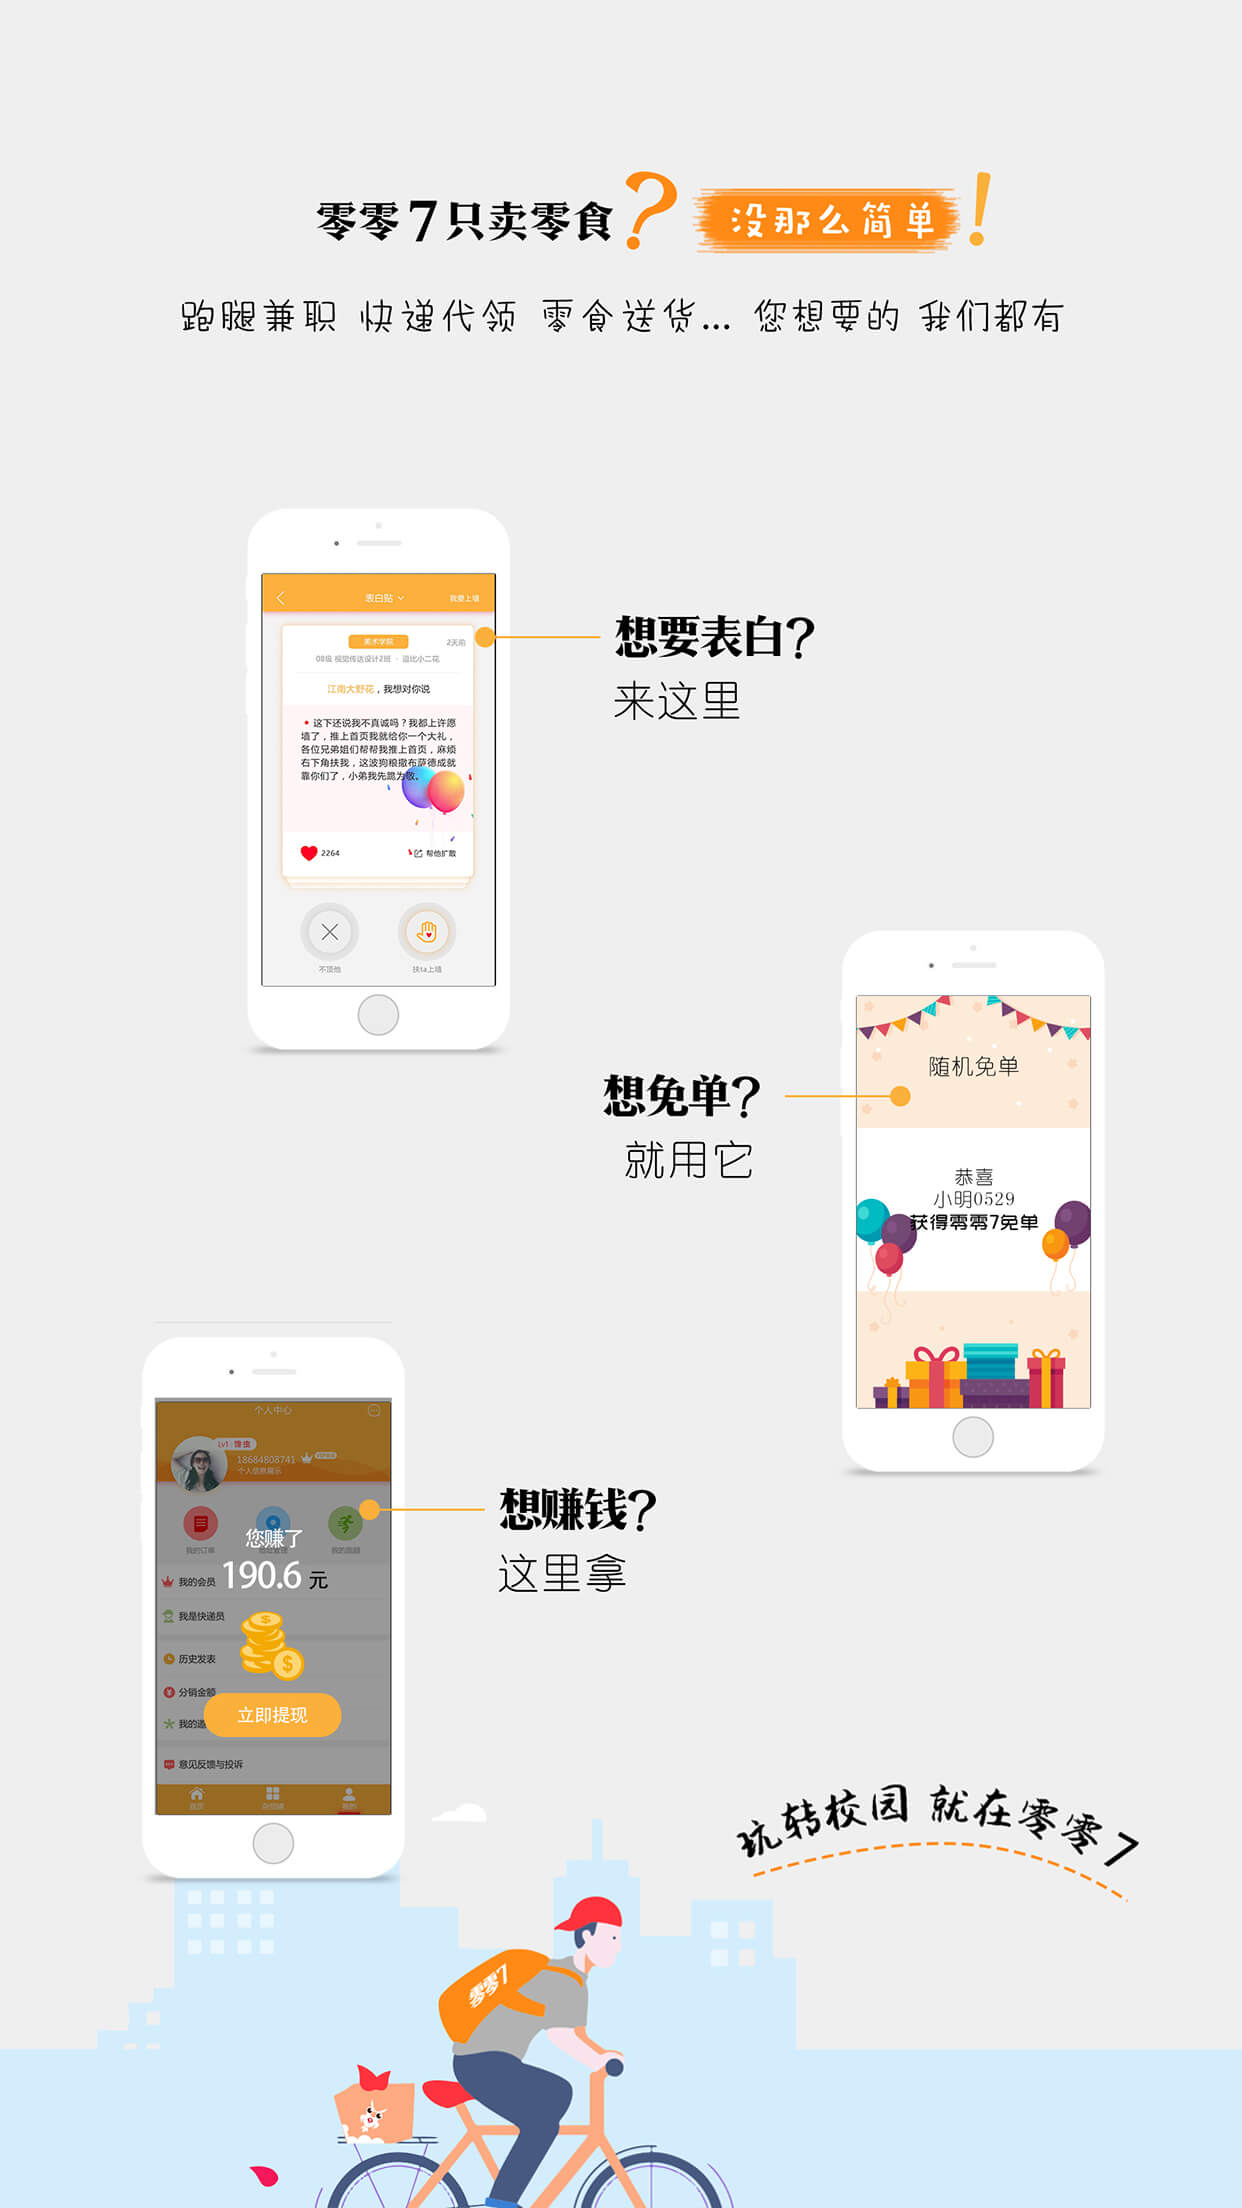 零零7只卖零食？ 没那么简单！
跑腿兼职 快递代领 零食送货... 您想要的 我们都有
表白贴
我要上墙
美术学院
2天前
08级 视觉传达设计2班 · 逗比小二花
江南大野花，我想对你说
这下还说我不真诚吗？我都上许愿
墙了，推上首页我就给你一个大礼，
各位兄弟姐们帮帮我推上首页，麻烦
右下角扶我，这波狗粮撒布萨德成就
靠你们了，小弟我先跪为敬。
2264
帮他扩散
不顶他
扶ta上墙
想要表白？
来这里
随机免单
恭喜
小明0529
获得零零7免单
想免单？
就用它
个人中心
Lv1 馋虫
18684808741
个人信息展示
我的订单
您赚了
190.6 元
我的会员
我是快递员
历史发表
分销金额
我的邀
立即提现
意见反馈与投诉
首页
我的
想赚钱？
这里拿
玩转校园 就在零零7
零零7